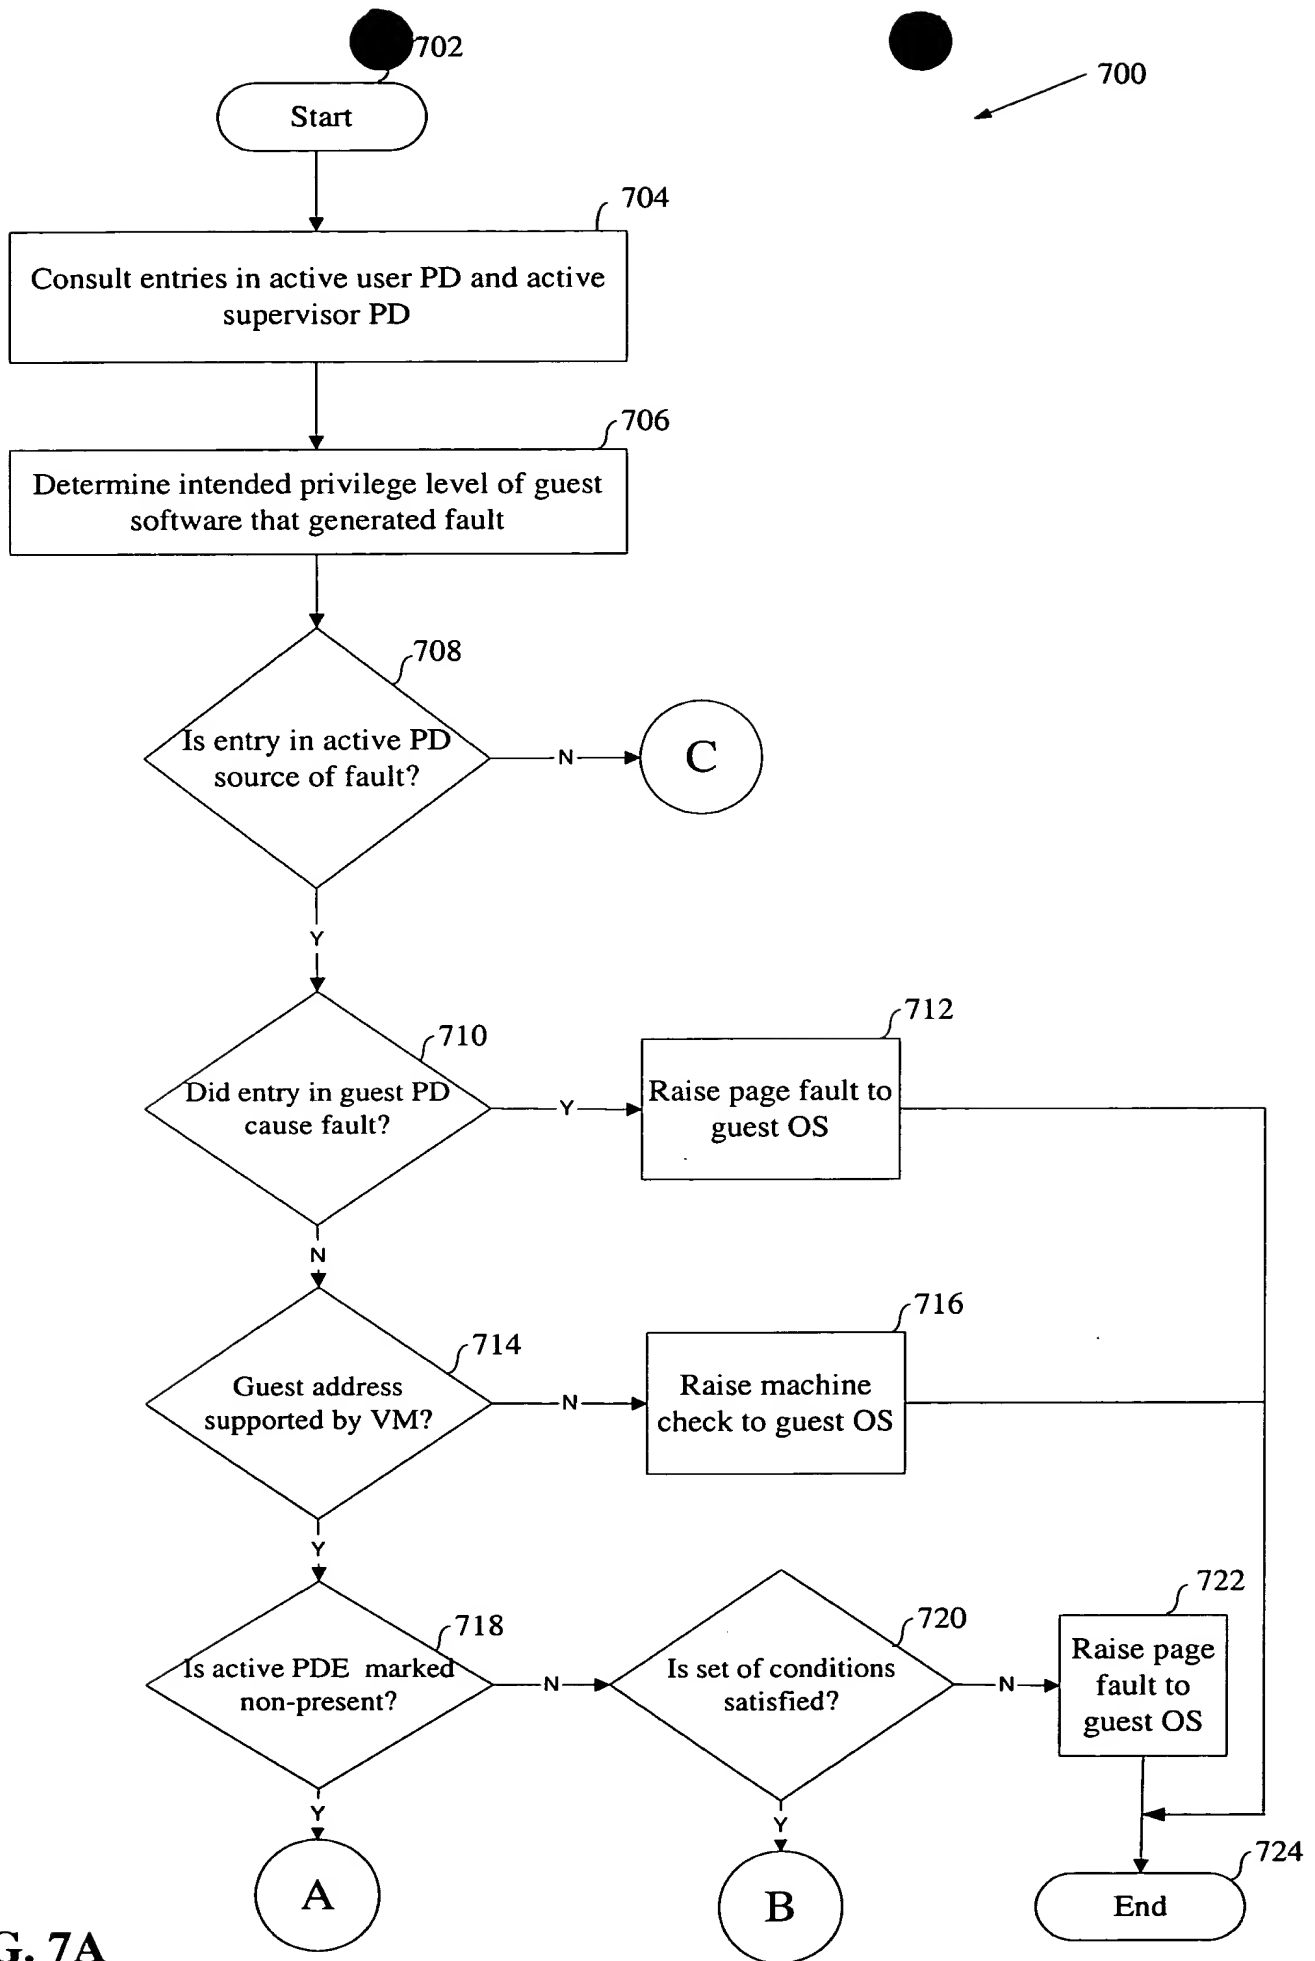 702
700
Start
704
Consult entries in active user PD and active
supervisor PD
706
Determine intended privilege level of guest
software that generated fault
708
Is entry in active PD
source of fault?
N
C
Y
710
Did entry in guest PD
cause fault?
Y
712
Raise page fault to
guest OS
N
714
Guest address
supported by VM?
N
716
Raise machine
check to guest OS
Y
718
Is active PDE marked
non-present?
N
720
Is set of conditions
satisfied?
N
722
Raise page
fault to
guest OS
Y
Y
A
B
724
End
G. 7A